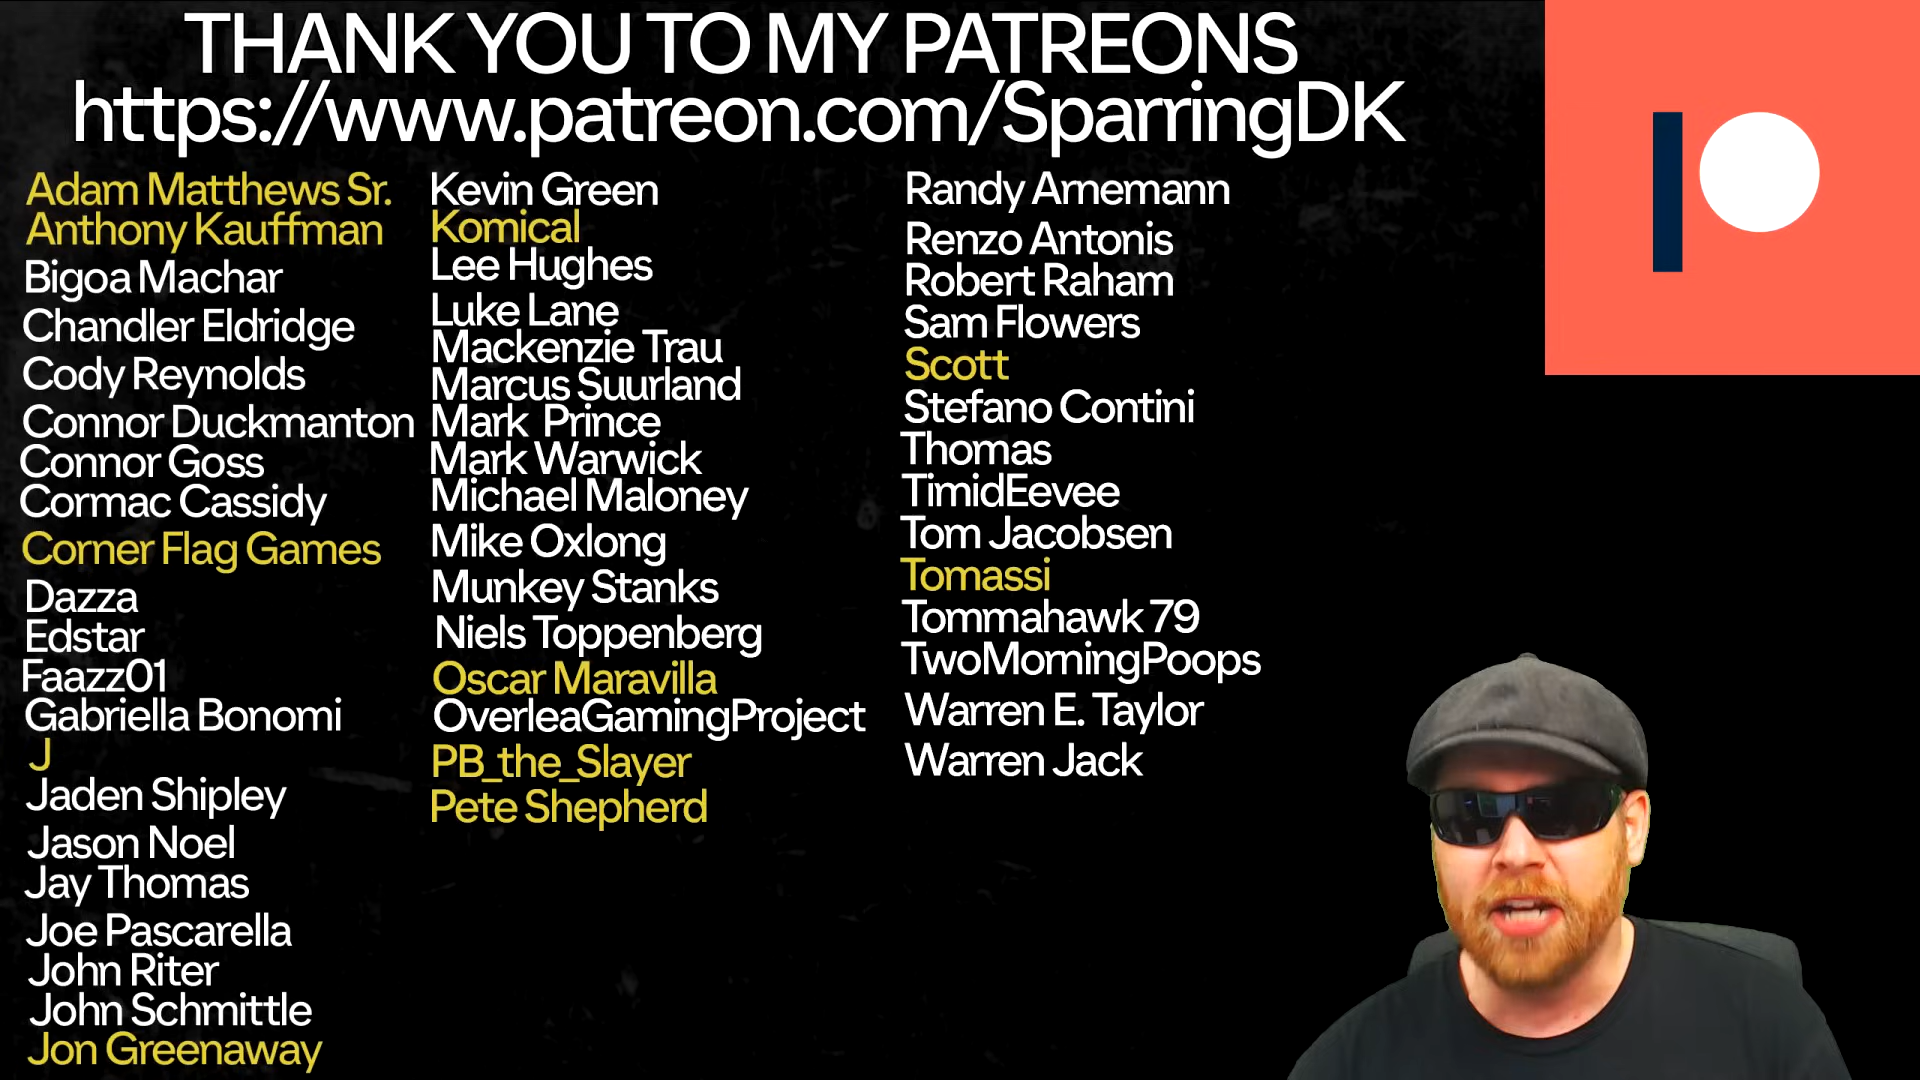 THANK YOU TO MY PATREONS
https://www.patreon.com/SparringDK
Adam Matthews Sr.
Anthony Kauffman
Bigoa Machar
Chandler Eldridge
Cody Reynolds
Connor Duckmanton
Connor Goss
Cormac Cassidy
Corner Flag Games
Dazza
Edstar
Faazz01
Gabriella Bonomi
J
Jaden Shipley
Jason Noel
Jay Thomas
Joe Pascarella
John Riter
John Schmittle
Jon Greenaway
Kevin Green
Komical
Lee Hughes
Luke Lane
Mackenzie Trau
Marcus Suurland
Mark Prince
Mark Warwick
Michael Maloney
Mike Oxlong
Munkey Stanks
Niels Toppenberg
Oscar Maravilla
OverleaGamingProject
PB_the_Slayer
Pete Shepherd
Randy Arnemann
Renzo Antonis
Robert Raham
Sam Flowers
Scott
Stefano Contini
Thomas
TimidEevee
Tom Jacobsen
Tomassi
Tommahawk 79
TwoMorningPoops
Warren E. Taylor
Warren Jack